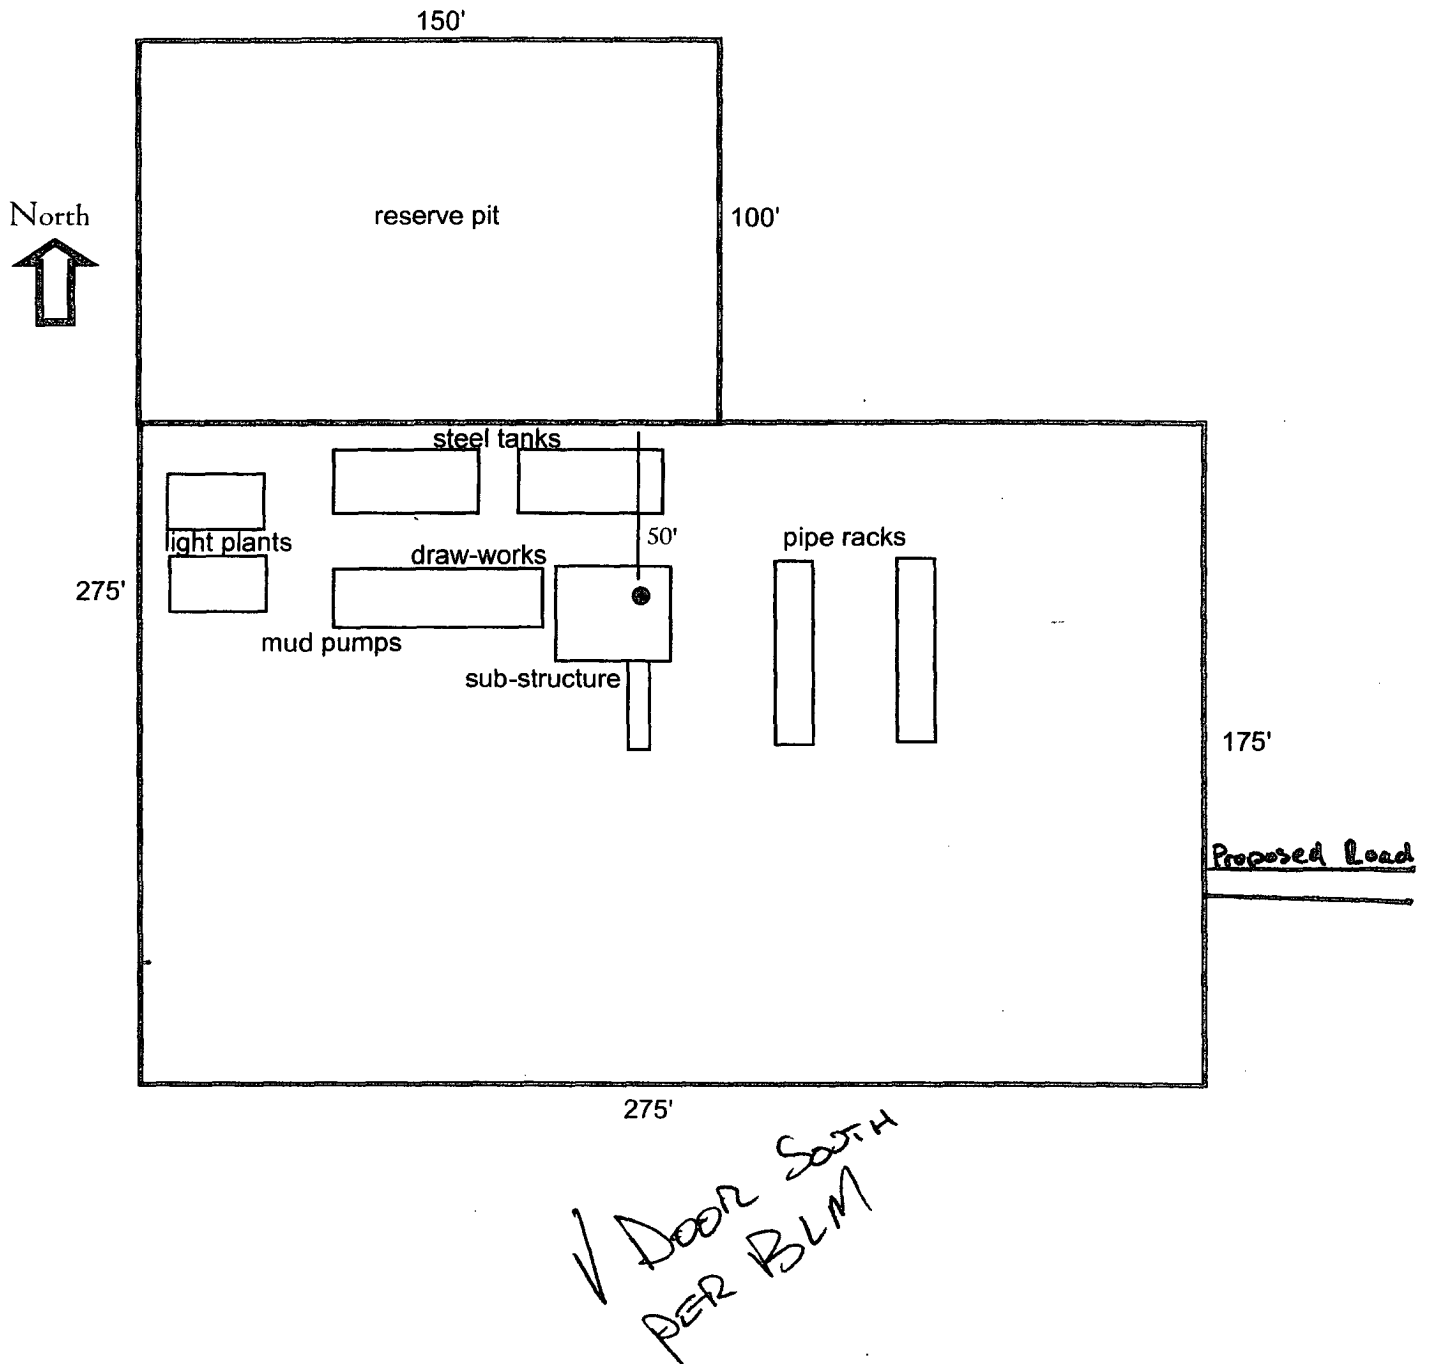 150'
North
reserve pit
100'
steel tanks
50'
light plants
draw-works
pipe racks
275'
mud pumps
sub-structure
175'
Proposed Road
275'
V DOOR SOUTH
PER BLM